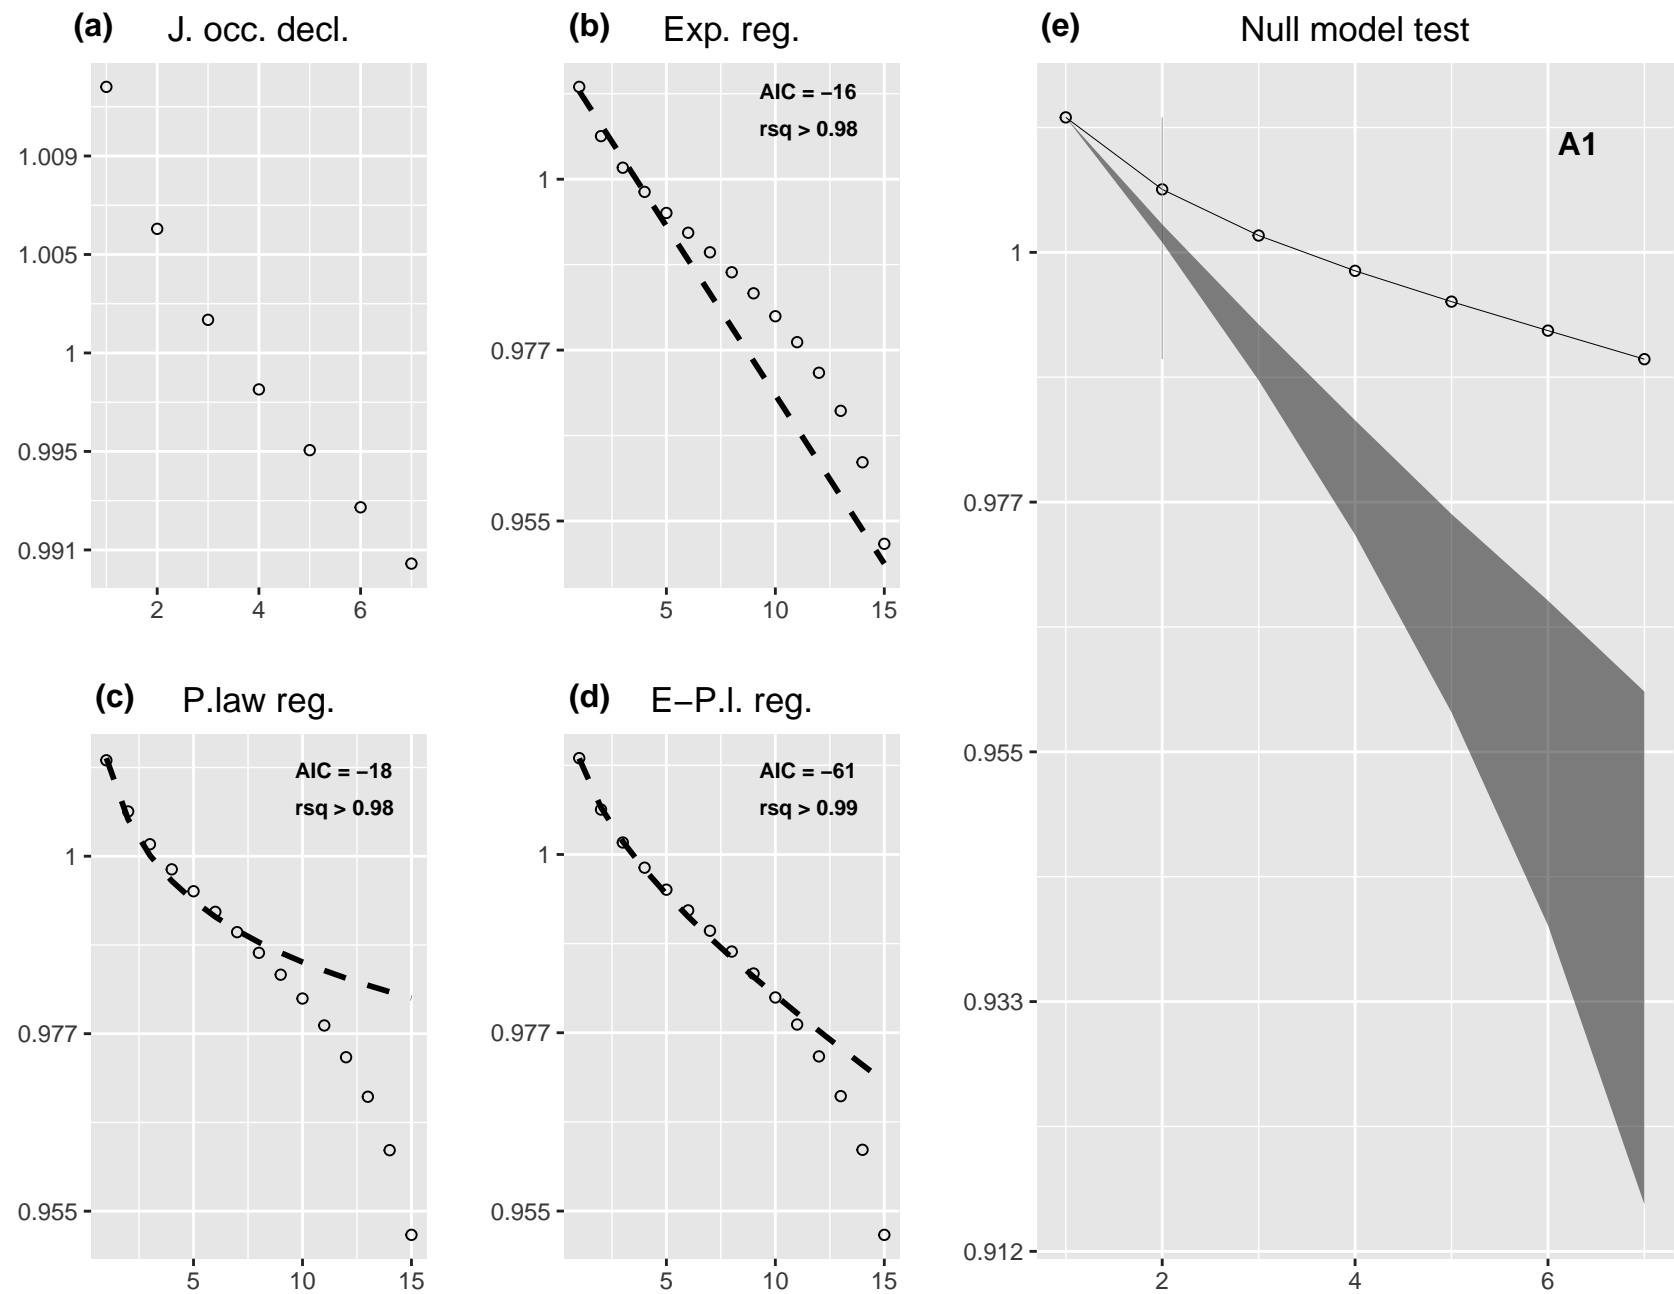 (a) J. occ. decl.
1.009
1.005
1
0.995
0.991
2 4 6
(b) Exp. reg.
AIC = −16
rsq > 0.98
1
0.977
0.955
5 10 15
(c) P.law reg.
AIC = −18
rsq > 0.98
1
0.977
0.955
5 10 15
(d) E−P.l. reg.
AIC = −61
rsq > 0.99
1
0.977
0.955
5 10 15
(e) Null model test
A1
1
0.977
0.955
0.933
0.912
2 4 6